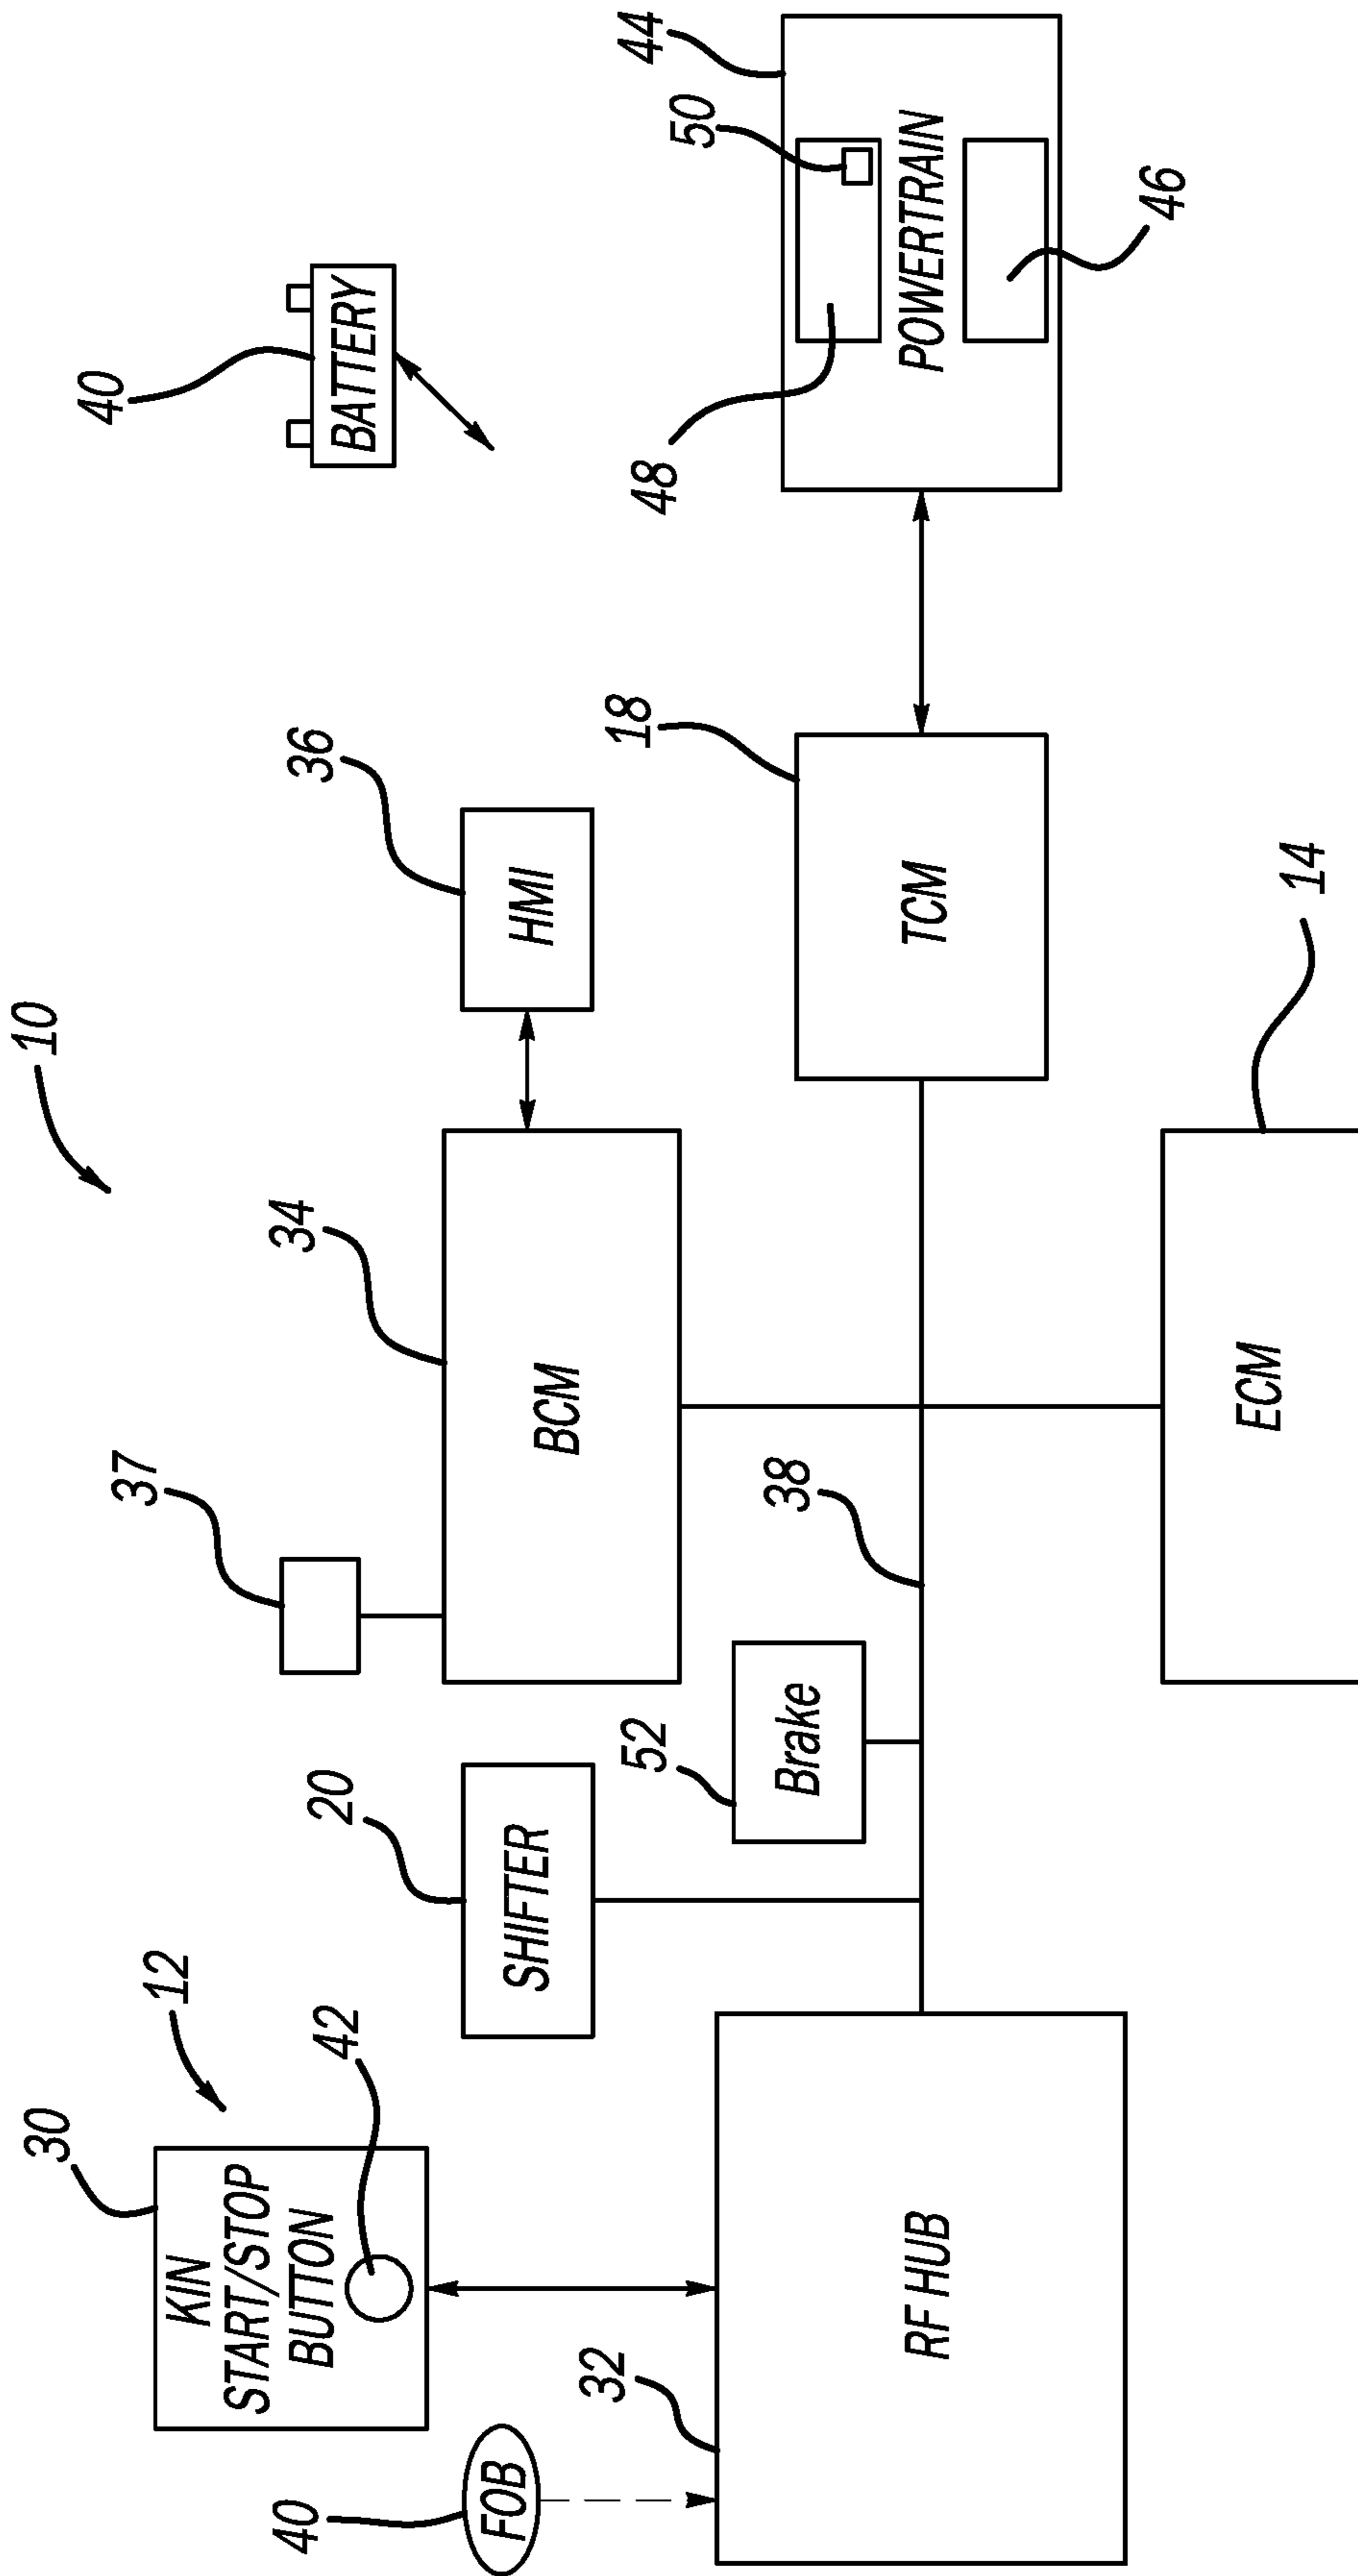 10
12
30
KIN
START/STOP
BUTTON
42
40
FOB
32
RF HUB
20
SHIFTER
52
Brake
37
34
BCM
38
36
HMI
18
TCM
14
ECM
40
BATTERY
44
50
48
POWERTRAIN
46